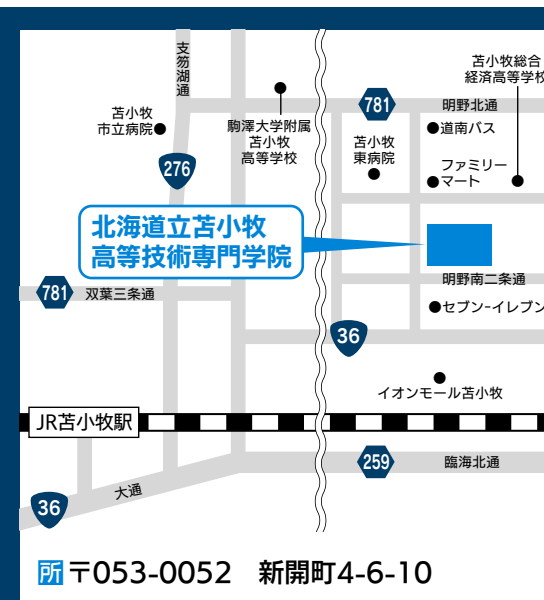 支笏湖通
苫小牧総合
経済高等学校
781
明野北通
苫小牧
市立病院
駒澤大学附属
苫小牧
高等学校
苫小牧
東病院
道南バス
ファミリー
マート
276
北海道立苫小牧
高等技術専門学院
781
双葉三条通
明野南二条通
セブン-イレブン
36
イオンモール苫小牧
JR苫小牧駅
259
臨海北通
36
大通
所 〒053-0052 新開町4-6-10